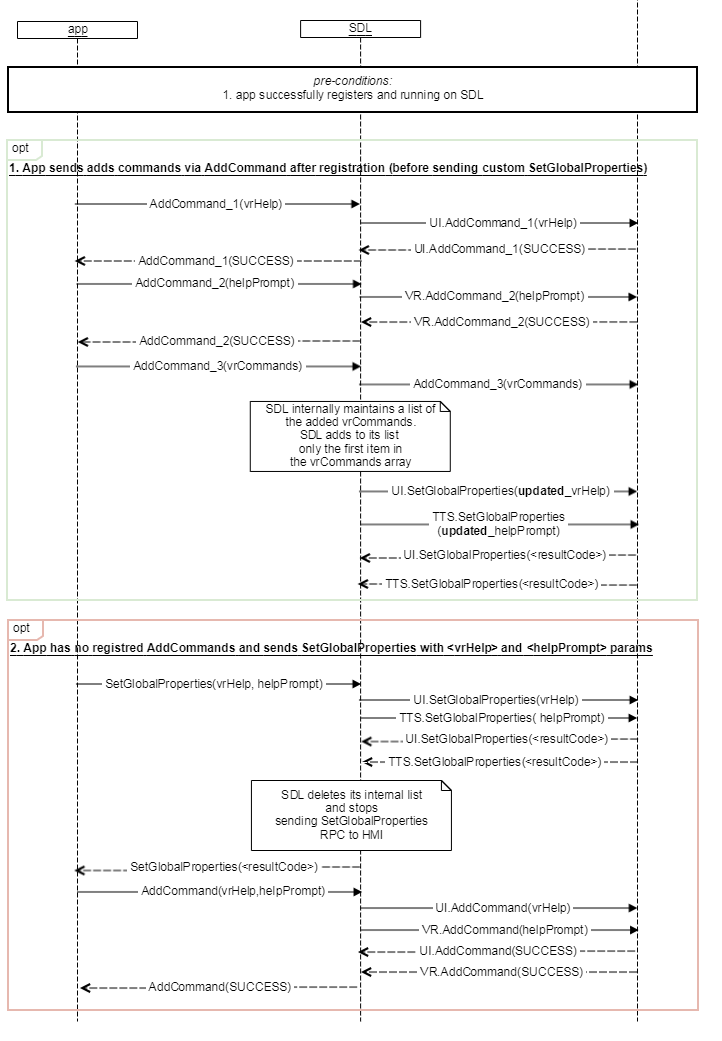 app
SDL
pre-conditions:
1. app successfully registers and running on SDL
opt
1. App sends adds commands via AddCommand after registration (before sending custom SetGlobalProperties)
AddCommand_1(vrHelp)
UI.AddCommand_1(vrHelp)
UI.AddCommand_1(SUCCESS)
AddCommand_1(SUCCESS)
AddCommand_2(helpPrompt)
VR.AddCommand_2(helpPrompt)
VR.AddCommand_2(SUCCESS)
AddCommand_2(SUCCESS)
AddCommand_3(vrCommands)
AddCommand_3(vrCommands)
SDL internally maintains a list of
the added vrCommands.
SDL adds to its list
only the first item in
the vrCommands array
UI.SetGlobalProperties(updated_vrHelp)
TTS.SetGlobalProperties
(updated_helpPrompt)
UI.SetGlobalProperties(<resultCode>)
TTS.SetGlobalProperties(<resultCode>)
opt
2. App has no registred AddCommands and sends SetGlobalProperties with <vrHelp> and <helpPrompt> params
SetGlobalProperties(vrHelp, helpPrompt)
UI.SetGlobalProperties(vrHelp)
TTS.SetGlobalProperties( helpPrompt)
UI.SetGlobalProperties(<resultCode>)
TTS.SetGlobalProperties(<resultCode>)
SDL deletes its internal list
and stops
sending SetGlobalProperties
RPC to HMI
SetGlobalProperties(<resultCode>)
AddCommand(vrHelp,helpPrompt)
UI.AddCommand(vrHelp)
VR.AddCommand(helpPrompt)
UI.AddCommand(SUCCESS)
VR.AddCommand(SUCCESS)
AddCommand(SUCCESS)